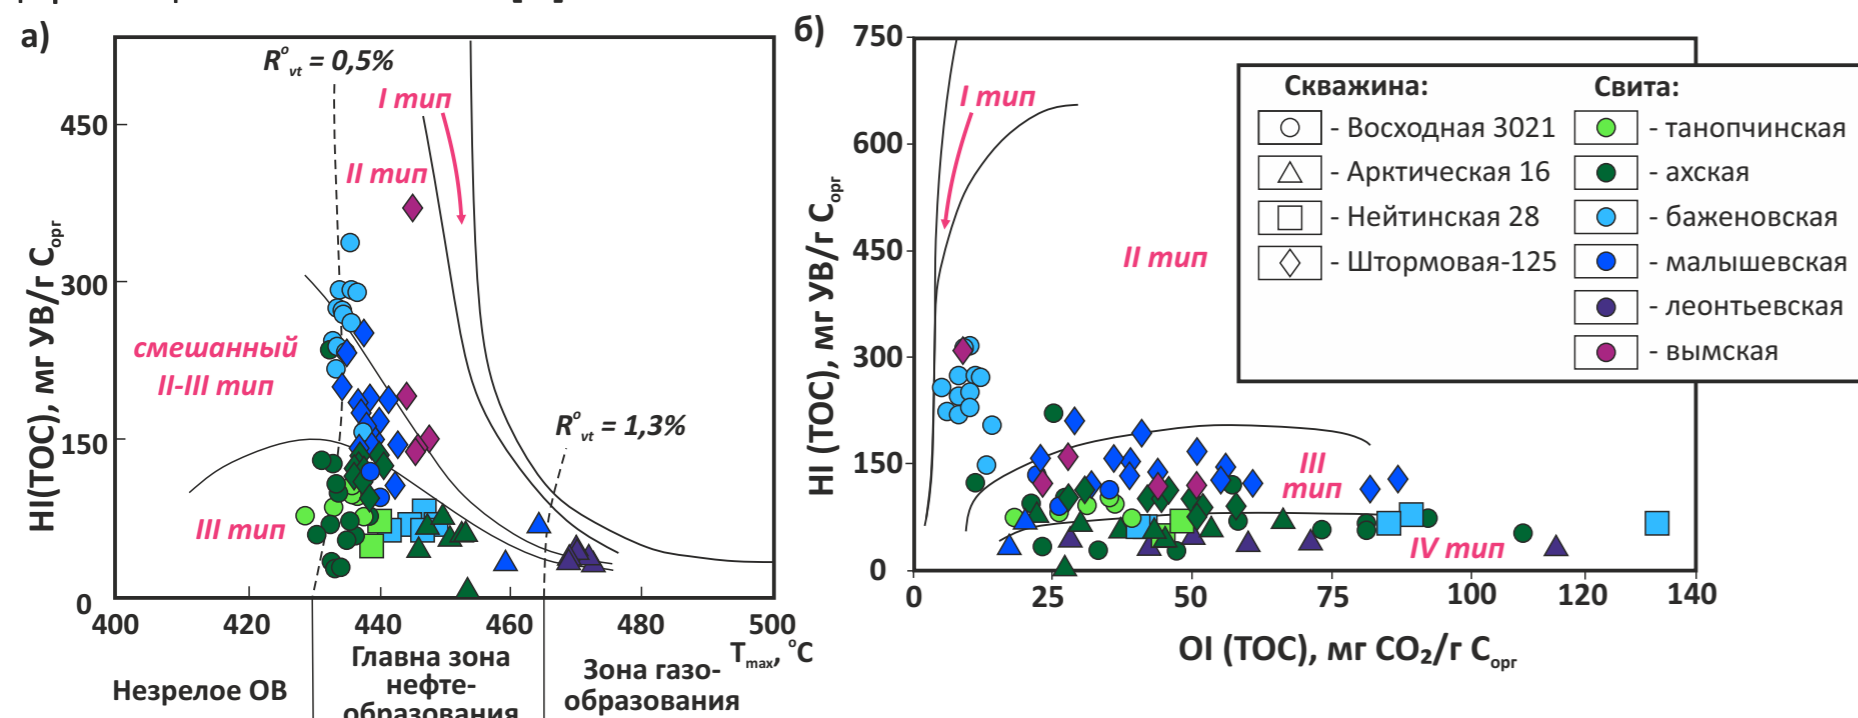 а)
R°vt = 0,5%
I тип
II тип
смешанный
II-III тип
III тип
R°vt = 1,3%
HI(TOC), мг УВ/г Cорг
450
300
150
0
400
420
440
460
480
500
Tmax, °C
Незрелое ОВ
Главна зона
нефте-
образования
Зона газо-
образования
б)
HI (TOC), мг УВ/г Cорг
750
600
450
300
150
0
I тип
II тип
III
тип
IV тип
0
25
50
75
100
120
140
OI (TOC), мг CO₂/г Cорг
Скважина:
- Восходная 3021
- Арктическая 16
- Нейтинская 28
- Штормовая-125
Свита:
- танопчинская
- ахская
- баженовская
- малышевская
- леонтьевская
- вымская